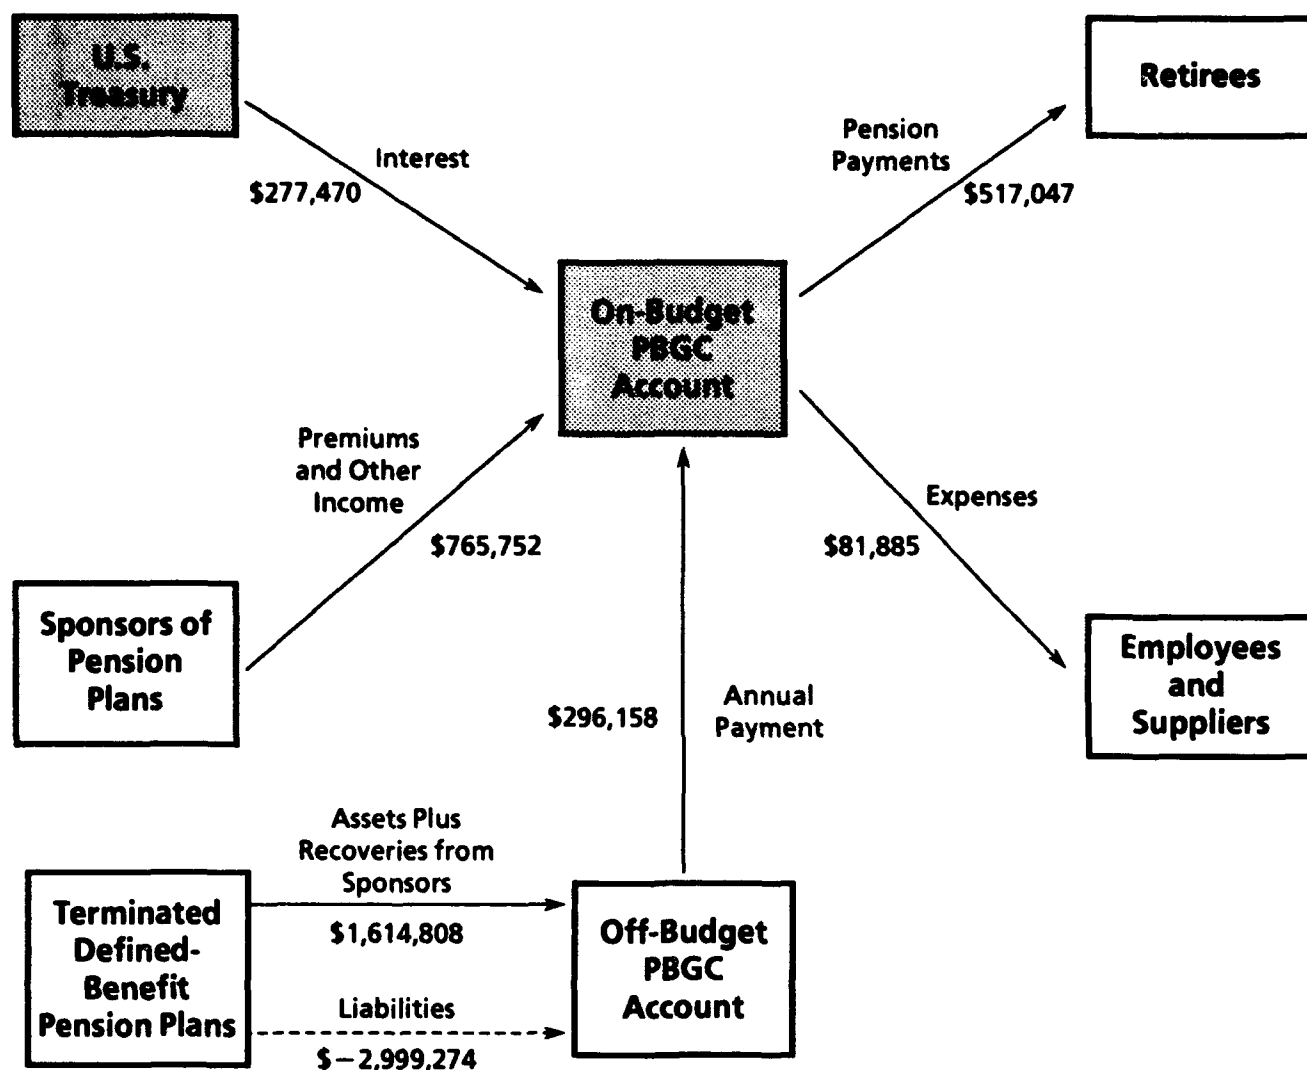 U.S.
Treasury
Retirees
Interest
$277,470
Pension
Payments
$517,047
On-Budget
PBGC
Account
Premiums
and Other
Income
$765,752
Expenses
$81,885
Sponsors of
Pension
Plans
Employees
and
Suppliers
$296,158
Annual
Payment
Assets Plus
Recoveries from
Sponsors
$1,614,808
Terminated
Defined-
Benefit
Pension Plans
Liabilities
$−2,999,274
Off-Budget
PBGC
Account